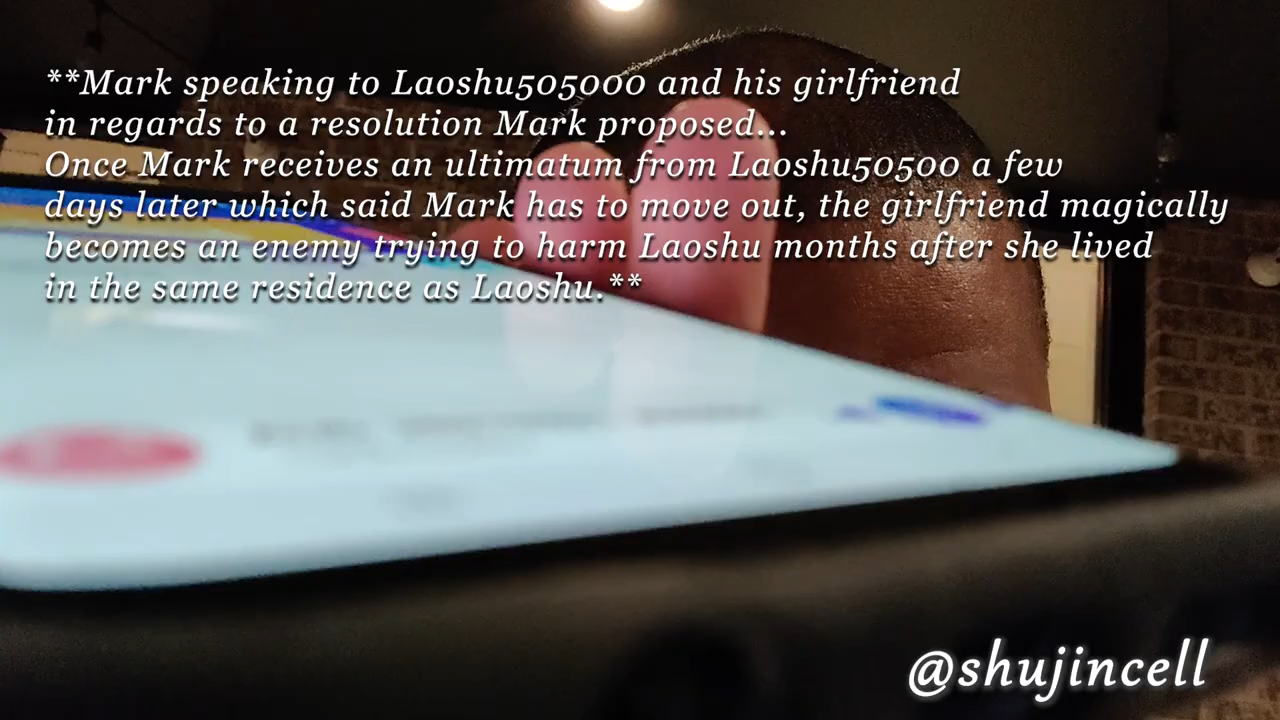 **Mark speaking to Laoshu505000 and his girlfriend
in regards to a resolution Mark proposed...
Once Mark receives an ultimatum from Laoshu50500 a few
days later which said Mark has to move out, the girlfriend magically
becomes an enemy trying to harm Laoshu months after she lived
in the same residence as Laoshu.**
@shujincell